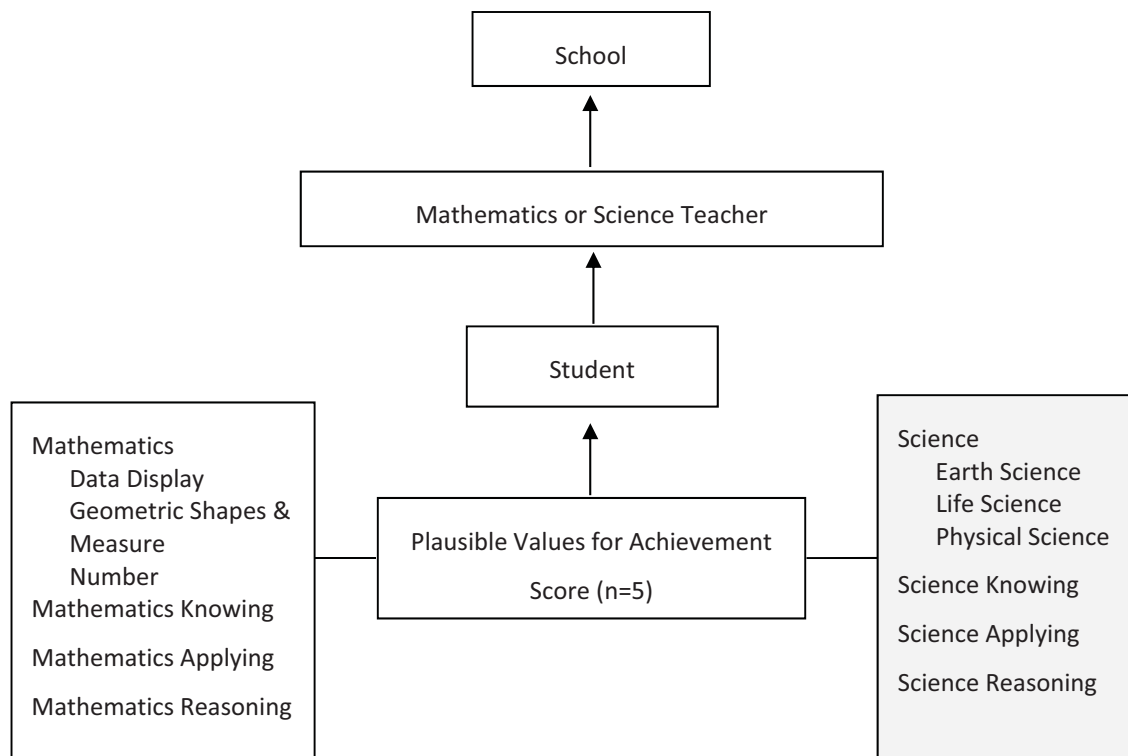 School
Mathematics or Science Teacher
Student
Mathematics
Data Display
Geometric Shapes &
Measure
Number
Mathematics Knowing
Mathematics Applying
Mathematics Reasoning
Plausible Values for Achievement
Score (n=5)
Science
Earth Science
Life Science
Physical Science
Science Knowing
Science Applying
Science Reasoning